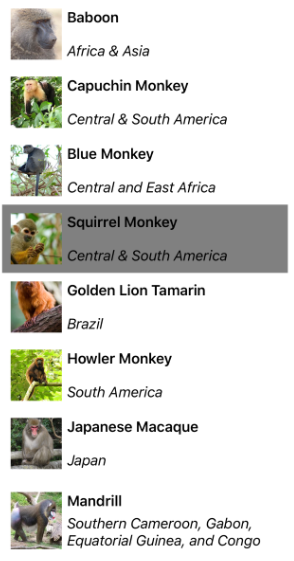 Baboon
Africa & Asia
Capuchin Monkey
Central & South America
Blue Monkey
Central and East Africa
Squirrel Monkey
Central & South America
Golden Lion Tamarin
Brazil
Howler Monkey
South America
Japanese Macaque
Japan
Mandrill
Southern Cameroon, Gabon,
Equatorial Guinea, and Congo